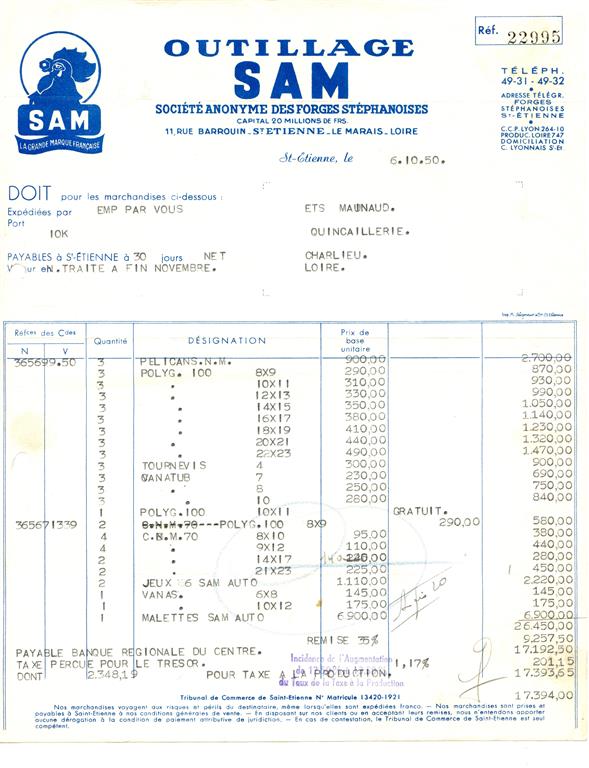 Réf. 22995
OUTILLAGE
SAM
SOCIÉTÉ ANONYME DES FORGES STÉPHANOISES
CAPITAL 20 MILLIONS DE FRS.
11, RUE BARROUIN - ST ETIENNE - LE MARAIS - LOIRE
SAM
LA GRANDE MARQUE FRANÇAISE
TÉLÉPH.
49-31 - 49-32
ADRESSE TÉLÉGR.
FORGES
STÉPHANOISES
ST-ÉTIENNE
C.C.P. LYON 264-10
PRODUC. LOIRE 747
DOMICILIATION
C. LYONNAIS St-Et
St-Étienne, le 6.10.50.
DOIT pour les marchandises ci-dessous :
Expédiées par EMP PAR VOUS
Port 10K
PAYABLES à ST-ÉTIENNE à 30 jours NET
EN. TRAITE A FIN NOVEMBRE.
ETS MAUNAUD.
QUINCAILLERIE.
CHARLIEU.
LOIRE.
Réfces des Cdes
N V Quantité DÉSIGNATION Prix de base unitaire
365699.50 3 PELICANS.N.M. 900,00 2.700,00
3 POLYG. 100 8X9 290,00 870,00
3 " 10X11 310,00 930,00
3 " 12X13 330,00 990,00
3 " 14X15 350,00 1.050,00
3 " 16X17 380,00 1.140,00
3 " 18X19 410,00 1.230,00
3 " 20X21 440,00 1.320,00
3 " 22X23 490,00 1.470,00
3 TOURNEVIS 4 300,00 900,00
3 VANATUB 7 230,00 690,00
3 " 8 250,00 750,00
3 " 10 280,00 840,00
1 POLYG.100 10X11 GRATUIT.
365671339 2 ---POLYG.100 8X9 290,00 580,00
4 C.N.M.70 8X10 95,00 380,00
4 " 9X12 110,00 440,00
2 " 14X17 280,00
2 " 21X23 225,00 450,00
2 JEUX 6 SAM AUTO 1.110,00 2.220,00
1 VANAS. 6X8 145,00 145,00
1 " 10X12 175,00 175,00
1 MALETTES SAM AUTO 6.900,00 6.900,00
26.450,00
REMISE 35% 9.257,50
PAYABLE BANQUE REGIONALE DU CENTRE. 17.192,50
Incidence de l'Augmentation
TAXE PERCUE POUR LE TRESOR. 1,17% 201,15
DONT 2.348,19 POUR TAXE A LA PRODUCTION. 17.393,65
du Taux de la Taxe à la Production
17.394,00
Tribunal de Commerce de Saint-Etienne N° Matricule 13420-1921
Nos marchandises voyagent aux risques et périls du destinataire, même lorsqu'elles sont expédiées franco. — Nos marchandises sont prises et
payables à Saint-Etienne à nos conditions générales de vente. — En disposant sur nos clients ou en acceptant leurs remises, nous n'entendons apporter
aucune dérogation à la condition de paiement attributive de juridiction. — En cas de contestation, le Tribunal de Commerce de Saint-Etienne est seul
compétent.